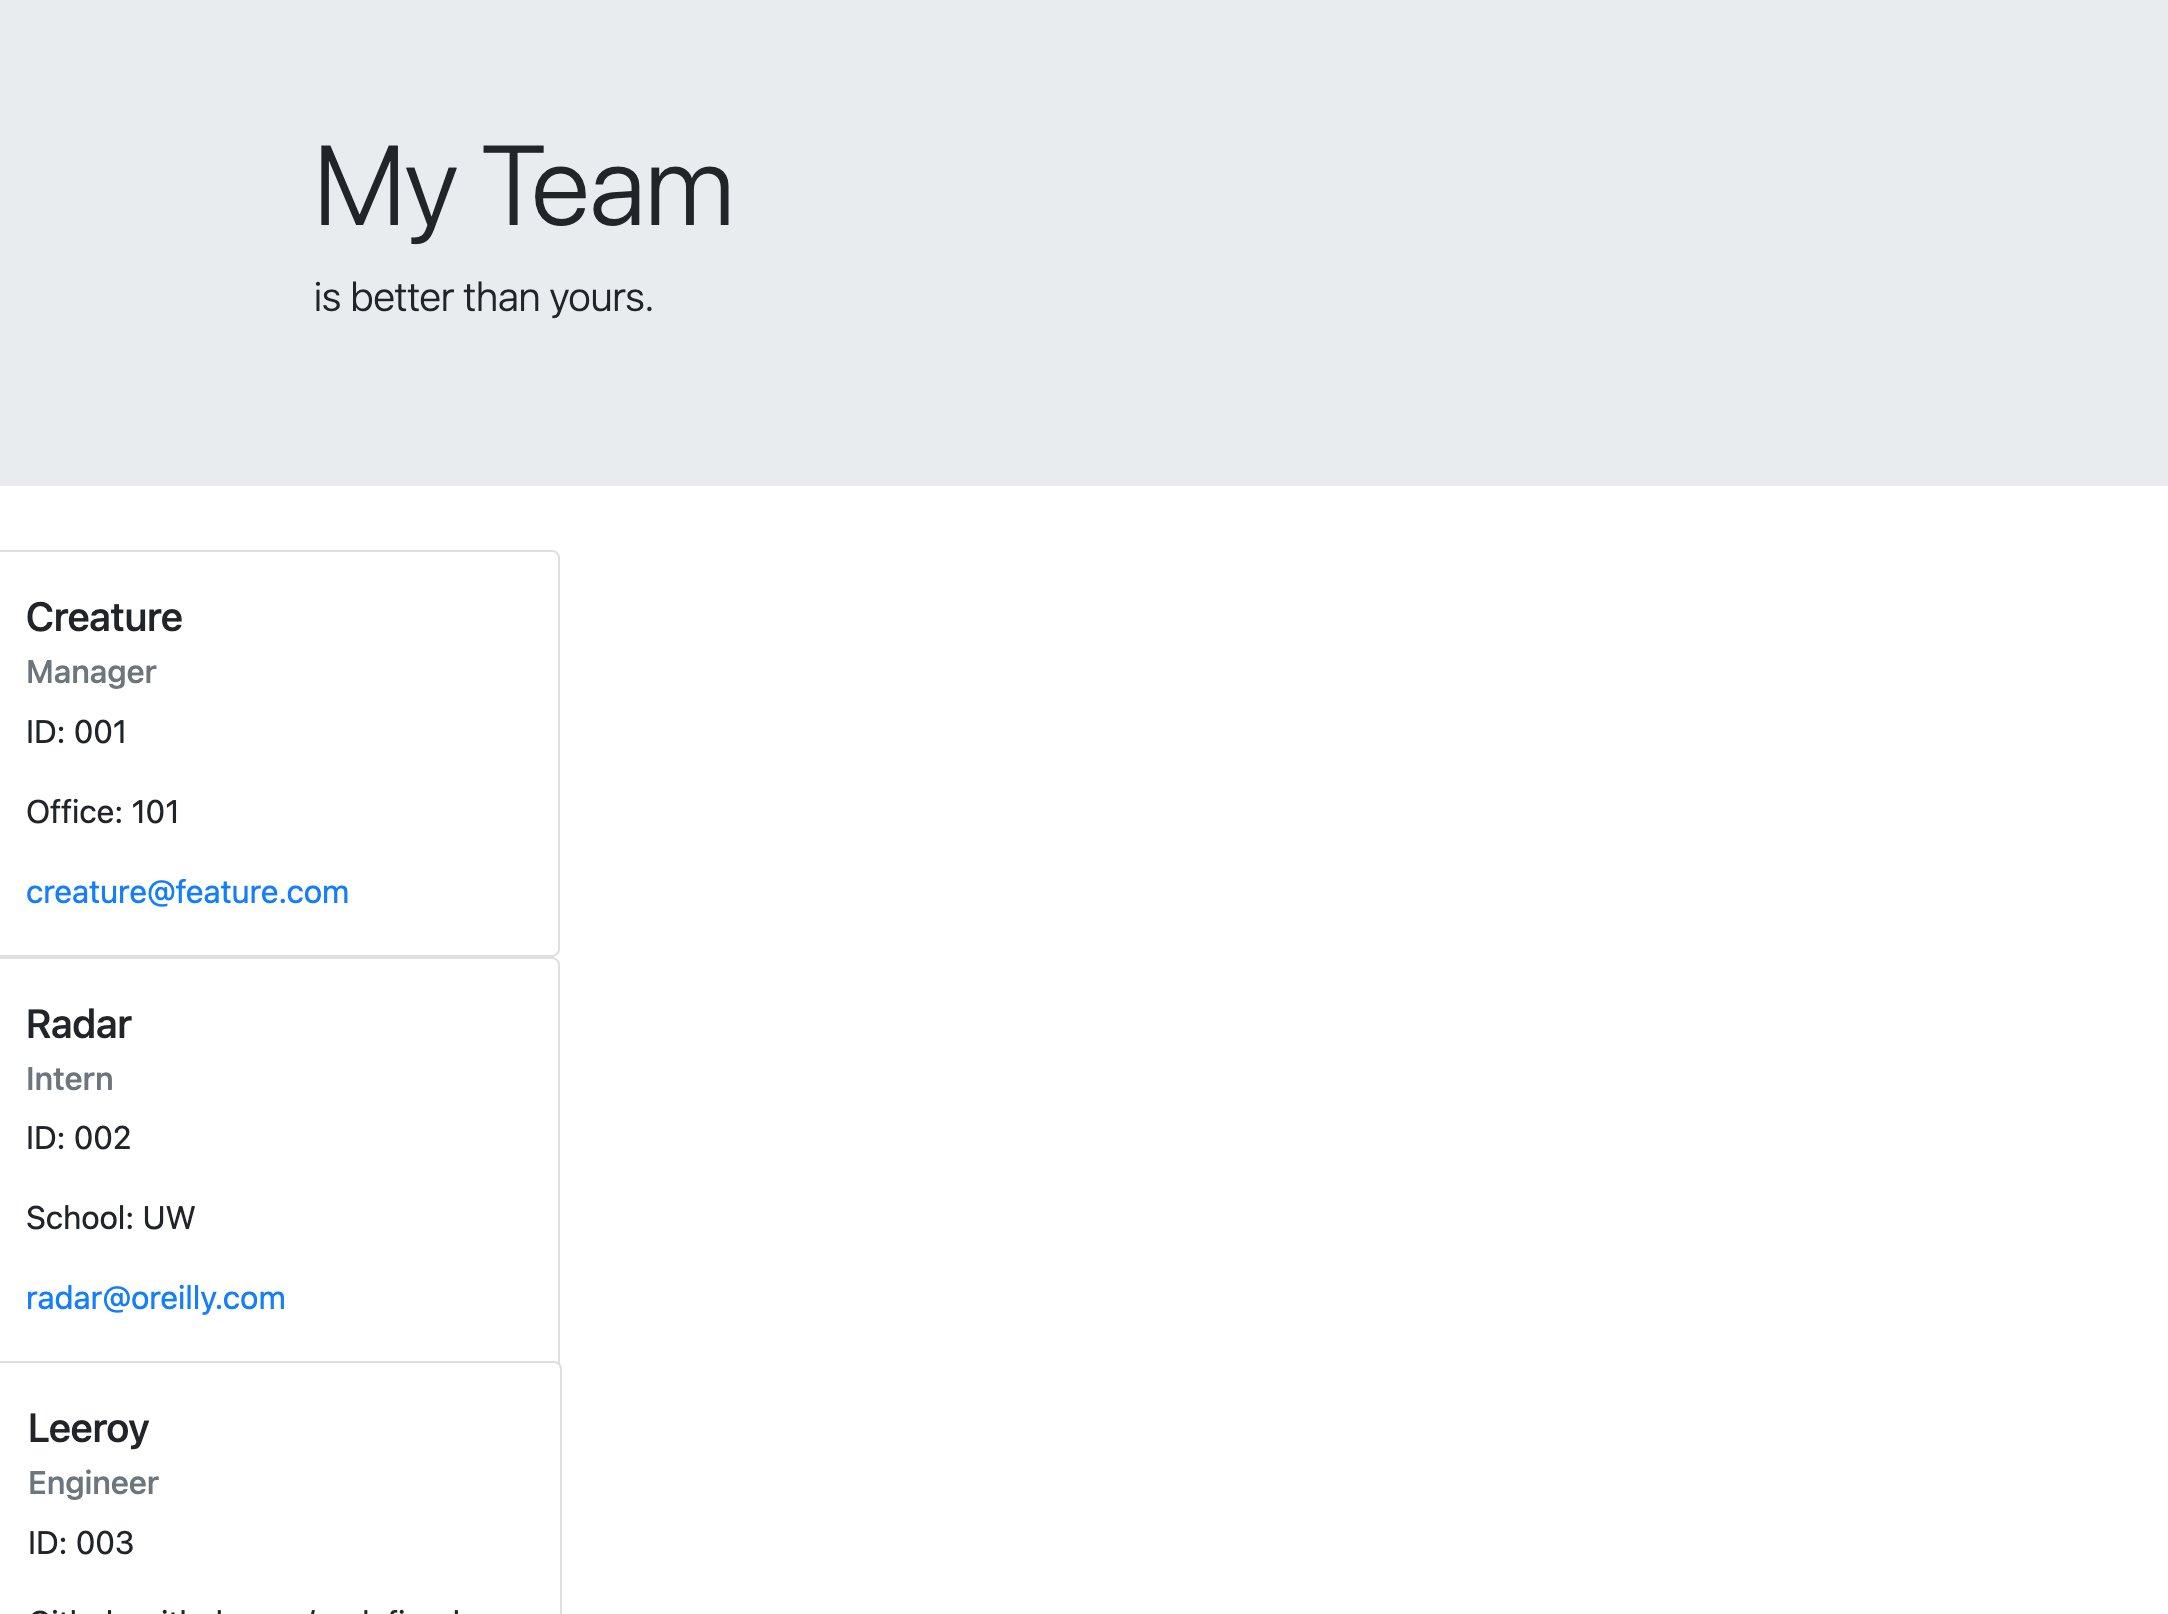 My Team
is better than yours.
Creature
Manager
ID: 001
Office: 101
creature@feature.com
Radar
Intern
ID: 002
School: UW
radar@oreilly.com
Leeroy
Engineer
ID: 003